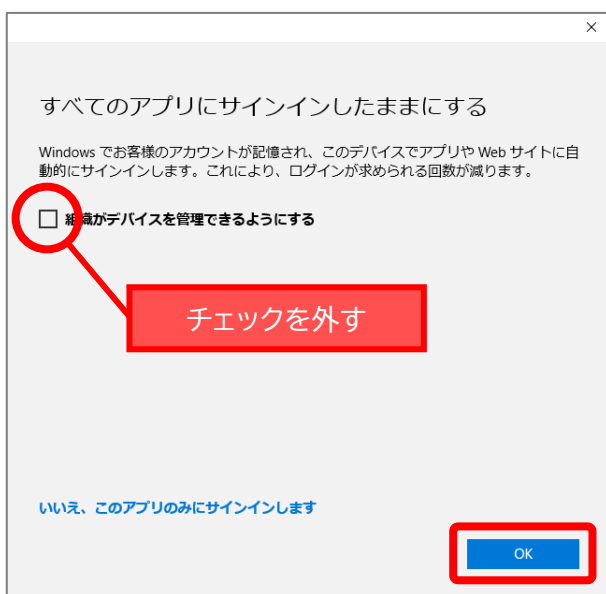 ×
すべてのアプリにサインインしたままにする
Windows でお客様のアカウントが記憶され、このデバイスでアプリや Web サイトに自
動的にサインインします。これにより、ログインが求められる回数が減ります。
組織がデバイスを管理できるようにする
チェックを外す
いいえ、このアプリのみにサインインします
OK